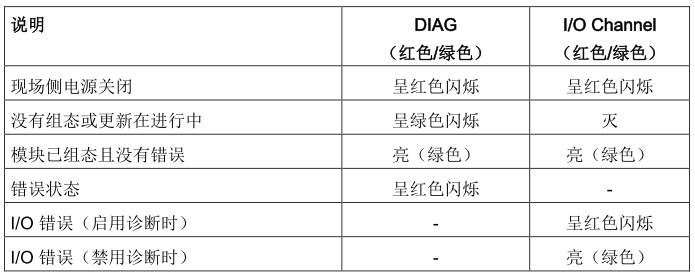 说明 DIAG I/O Channel
（红色/绿色） （红色/绿色）
现场侧电源关闭 呈红色闪烁 呈红色闪烁
没有组态或更新在进行中 呈绿色闪烁 灭
模块已组态且没有错误 亮（绿色） 亮（绿色）
错误状态 呈红色闪烁 -
I/O 错误（启用诊断时） - 呈红色闪烁
I/O 错误（禁用诊断时） - 亮（绿色）